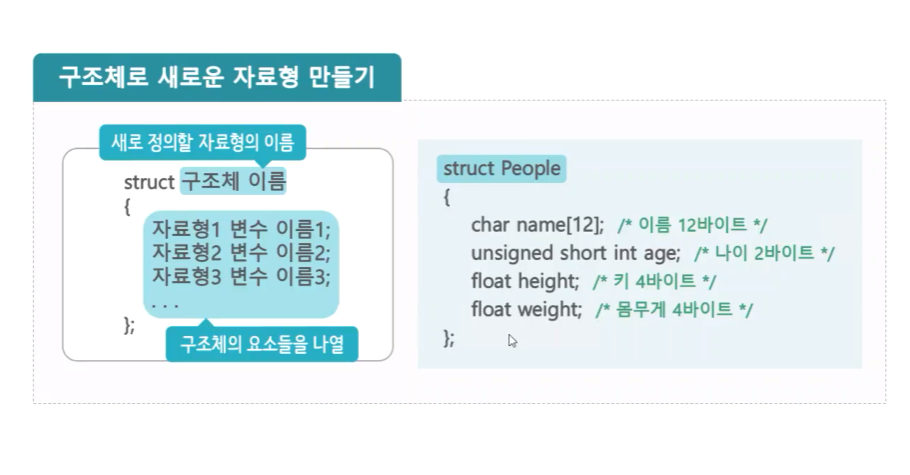 구조체로 새로운 자료형 만들기
새로 정의할 자료형의 이름
struct 구조체 이름
{
자료형1 변수 이름1;
자료형2 변수 이름2;
자료형3 변수 이름3;
. . .
};
구조체의 요소들을 나열
struct People
{
char name[12]; /* 이름 12바이트 */
unsigned short int age; /* 나이 2바이트 */
float height; /* 키 4바이트 */
float weight; /* 몸무게 4바이트 */
};